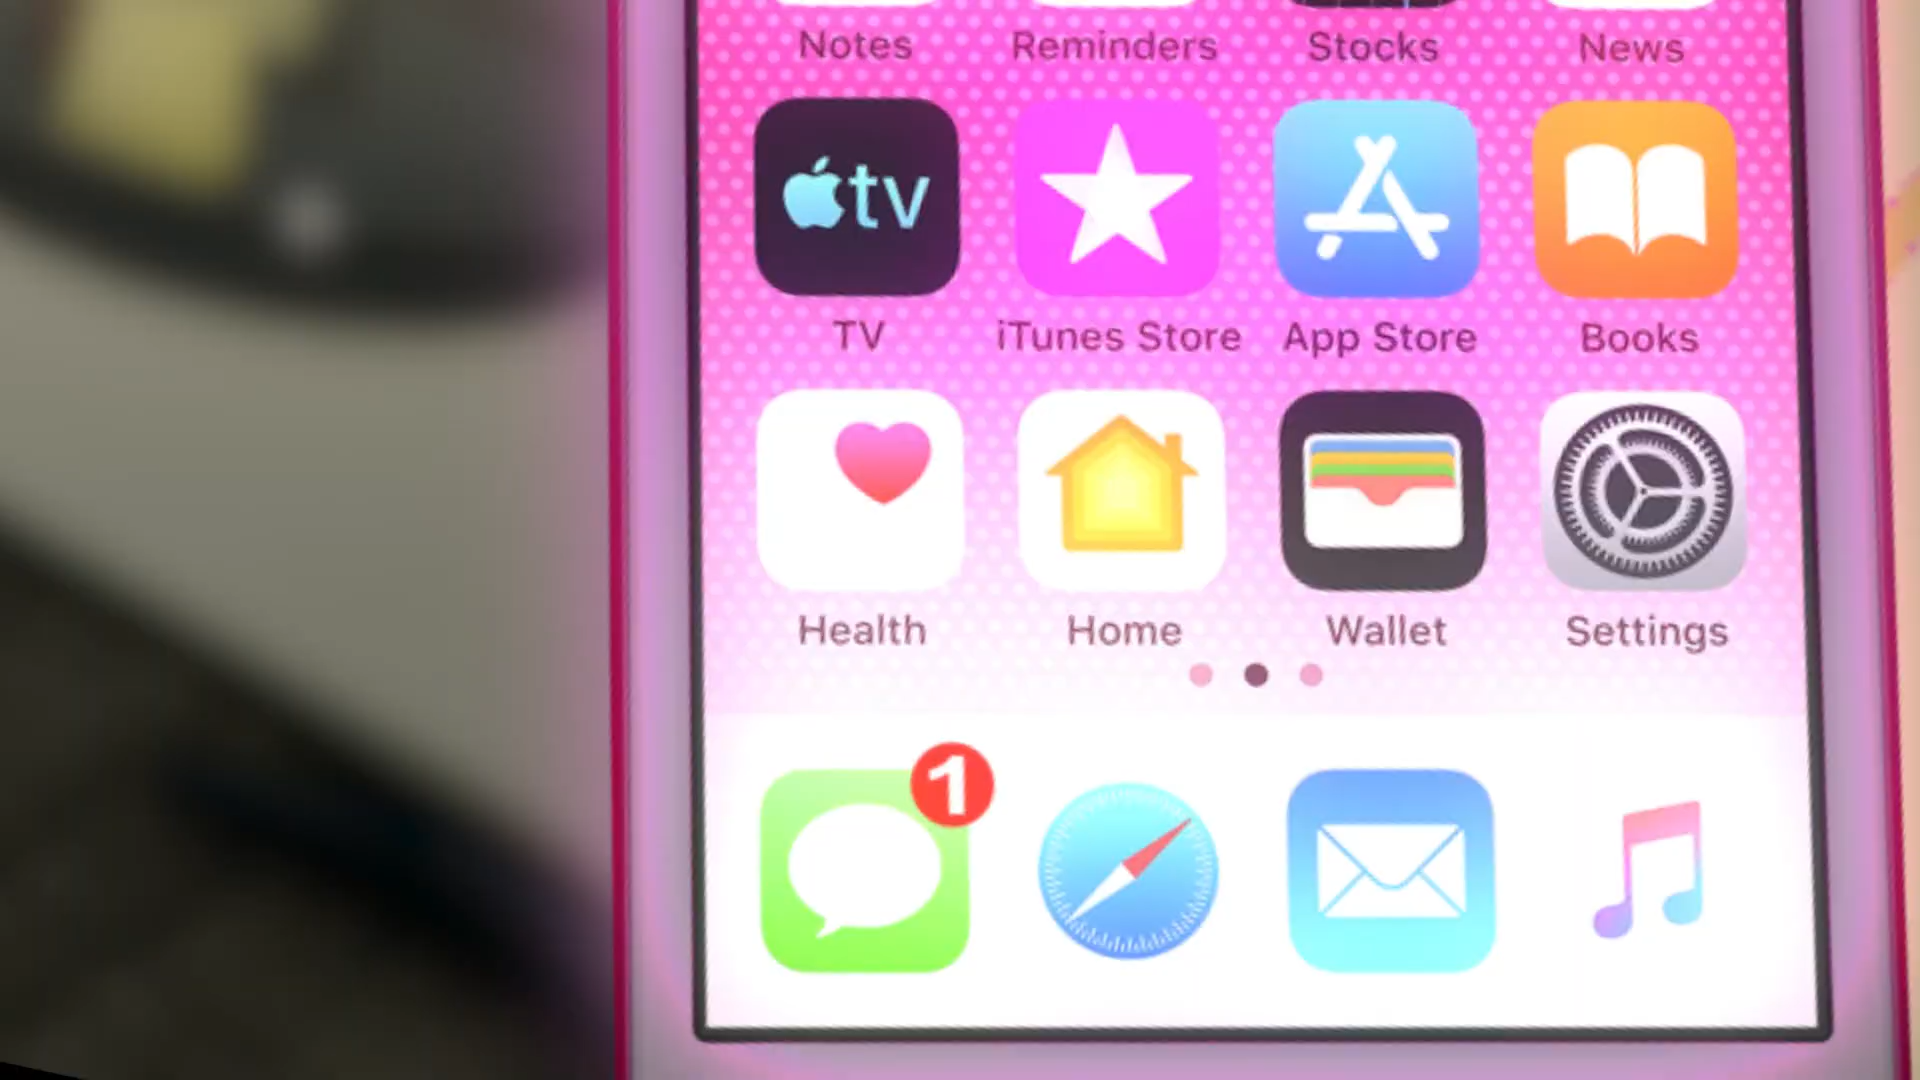 Notes Reminders Stocks News
tv
TV iTunes Store App Store Books
Health Home Wallet Settings
1